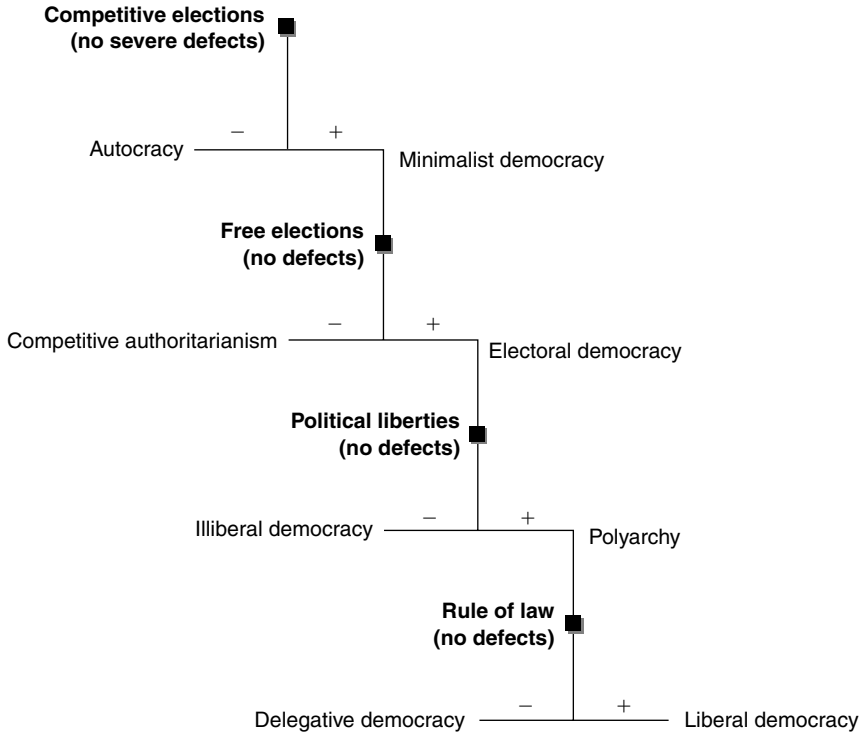 Competitive elections
(no severe defects)
− +
Autocracy
Minimalist democracy
Free elections
(no defects)
− +
Competitive authoritarianism
Electoral democracy
Political liberties
(no defects)
− +
Illiberal democracy
Polyarchy
Rule of law
(no defects)
− +
Delegative democracy Liberal democracy